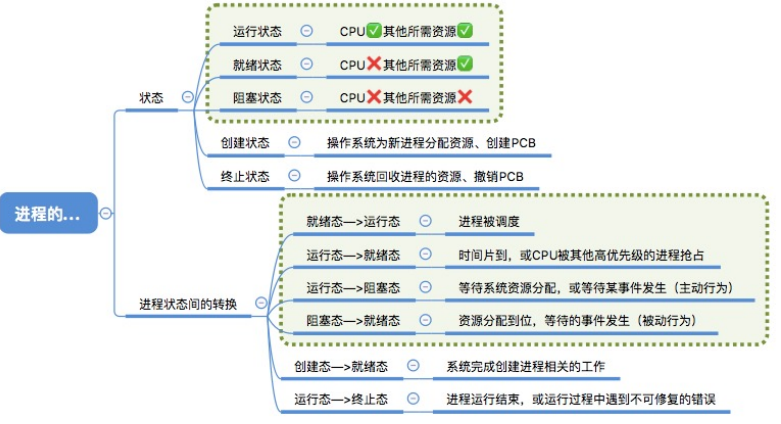 进程的...
状态
运行状态 CPU✅其他所需资源✅
就绪状态 CPU❌其他所需资源✅
阻塞状态 CPU❌其他所需资源❌
创建状态 操作系统为新进程分配资源、创建PCB
终止状态 操作系统回收进程的资源、撤销PCB
进程状态间的转换
就绪态—>运行态 进程被调度
运行态—>就绪态 时间片到，或CPU被其他高优先级的进程抢占
运行态—>阻塞态 等待系统资源分配，或等待某事件发生（主动行为）
阻塞态—>就绪态 资源分配到位，等待的事件发生（被动行为）
创建态—>就绪态 系统完成创建进程相关的工作
运行态—>终止态 进程运行结束，或运行过程中遇到不可修复的错误